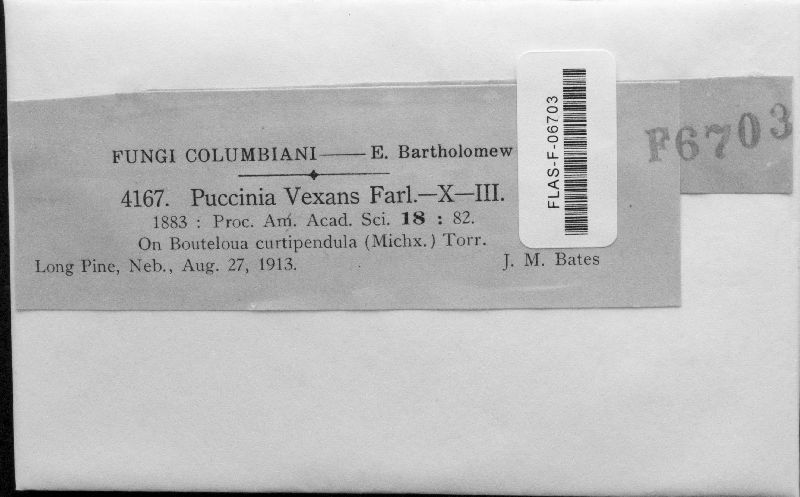 FUNGI COLUMBIANI—E. Bartholomew
4167. Puccinia Vexans Farl.—X—III.
1883 : Proc. Am. Acad. Sci. 18 : 82.
On Bouteloua curtipendula (Michx.) Torr.
Long Pine, Neb., Aug. 27, 1913. J. M. Bates
FLAS-F-06703
F6703